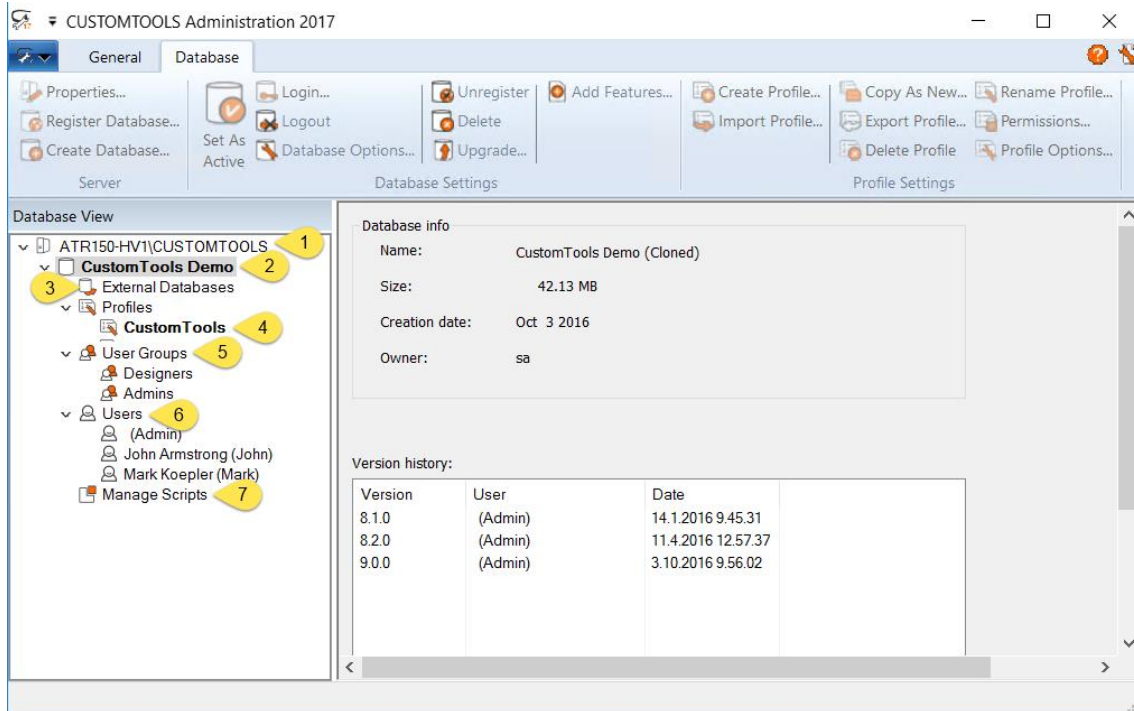 CUSTOMTOOLS Administration 2017
General Database
Properties...
Register Database...
Create Database...
Server
Set As
Active
Login...
Logout
Database Options...
Unregister
Delete
Upgrade...
Add Features...
Database Settings
Create Profile...
Import Profile...
Copy As New...
Export Profile...
Delete Profile
Rename Profile...
Permissions...
Profile Options...
Profile Settings
Database View
ATR150-HV1\CUSTOMTOOLS 1
CustomTools Demo 2
3 External Databases
Profiles
CustomTools 4
User Groups 5
Designers
Admins
Users 6
(Admin)
John Armstrong (John)
Mark Koepler (Mark)
Manage Scripts 7
Database info
Name: CustomTools Demo (Cloned)
Size: 42.13 MB
Creation date: Oct 3 2016
Owner: sa
Version history:
Version User Date
8.1.0 (Admin) 14.1.2016 9.45.31
8.2.0 (Admin) 11.4.2016 12.57.37
9.0.0 (Admin) 3.10.2016 9.56.02